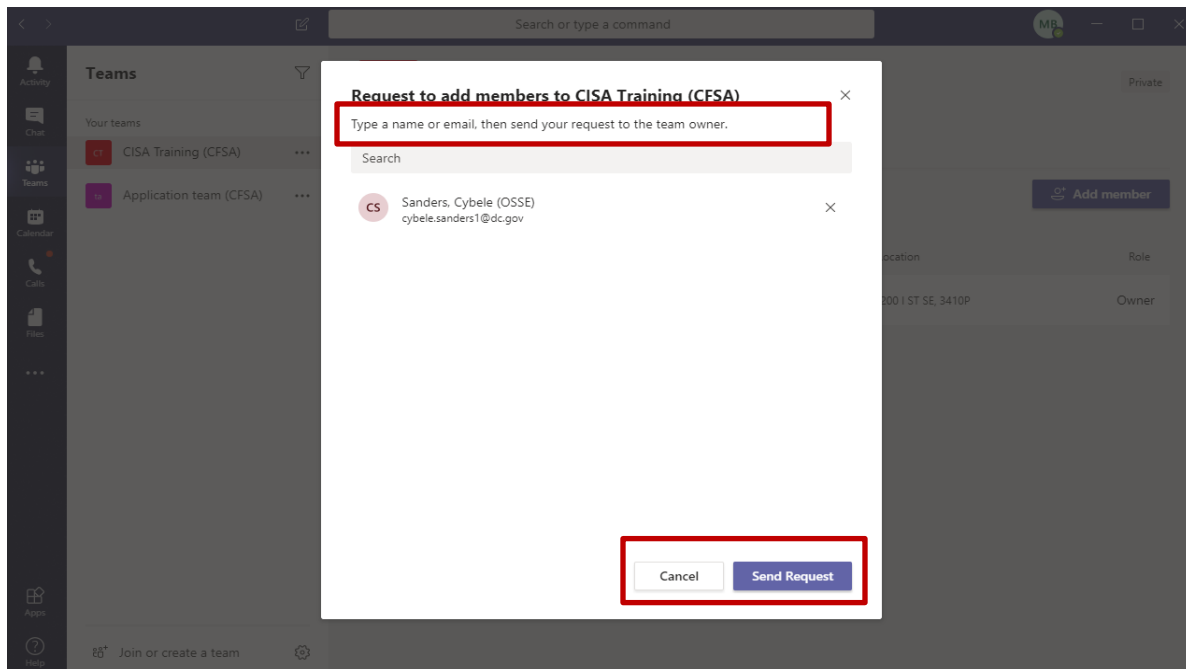 Search or type a command
MB
Activity
Chat
Teams
Calendar
Calls
Files
Apps
Help
Teams
Your teams
CT CISA Training (CFSA)
ta Application team (CFSA)
Join or create a team
Private
Add member
Location Role
200 I ST SE, 3410P Owner
Request to add members to CISA Training (CFSA)
Type a name or email, then send your request to the team owner.
Search
CS
Sanders, Cybele (OSSE)
cybele.sanders1@dc.gov
Cancel Send Request